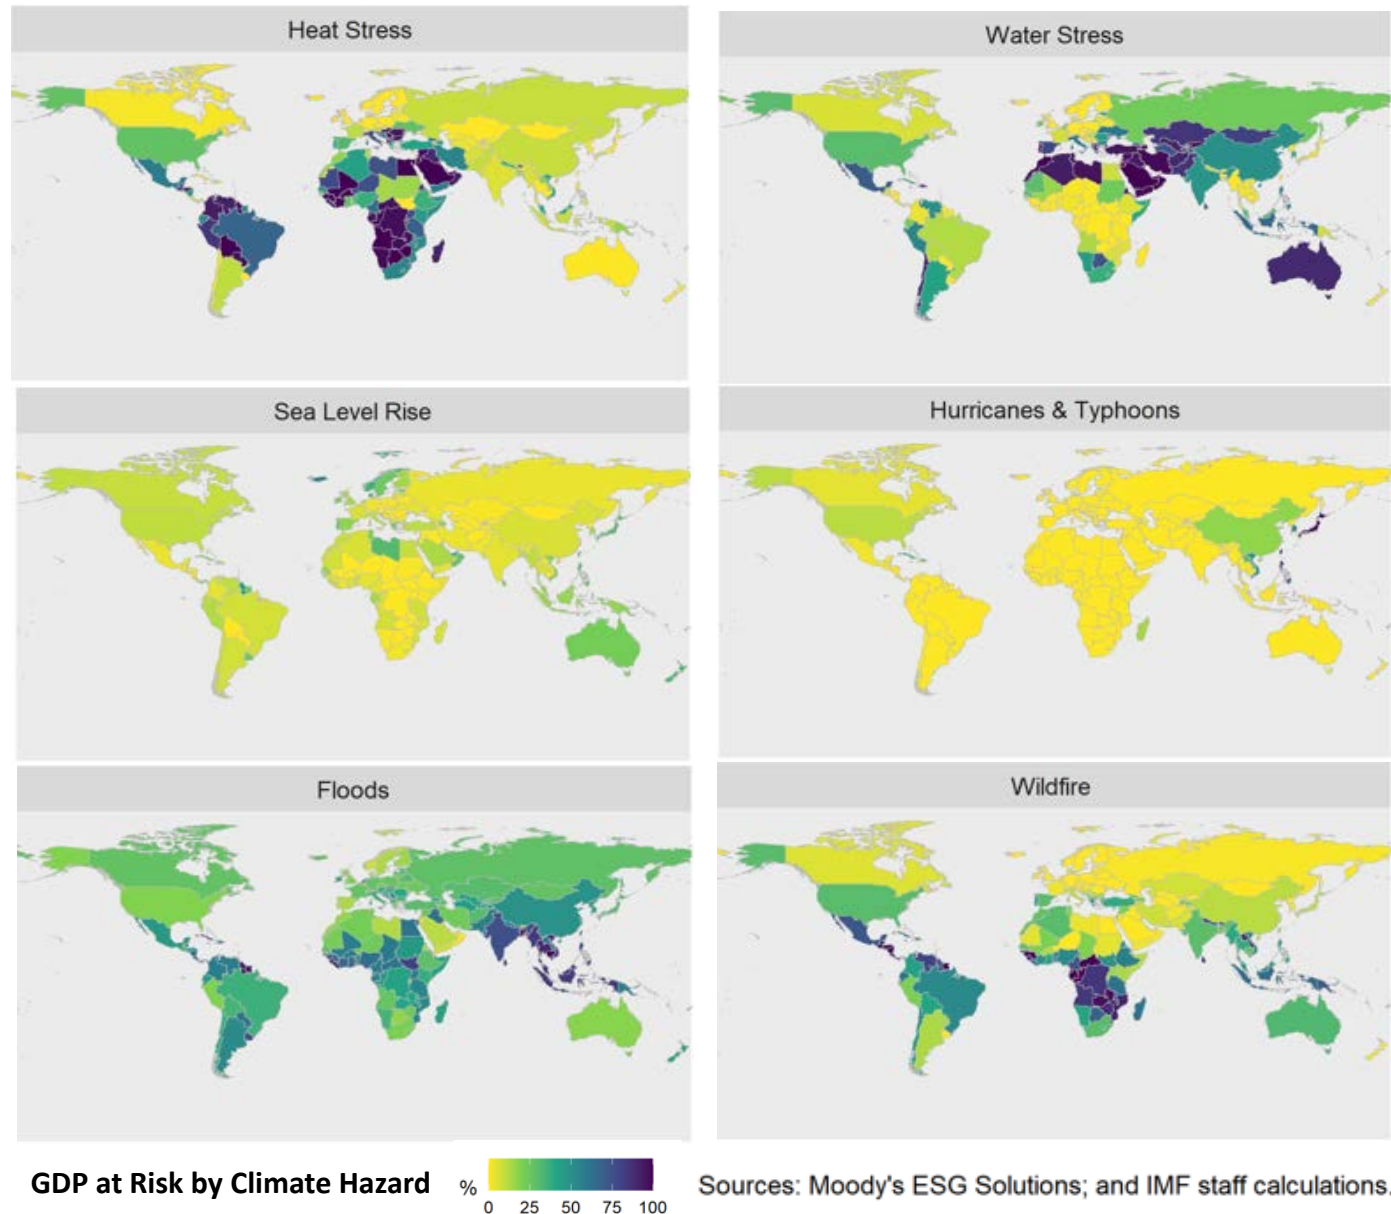 Heat Stress
Water Stress
Sea Level Rise
Hurricanes & Typhoons
Floods
Wildfire
GDP at Risk by Climate Hazard
%
0 25 50 75 100
Sources: Moody's ESG Solutions; and IMF staff calculations.